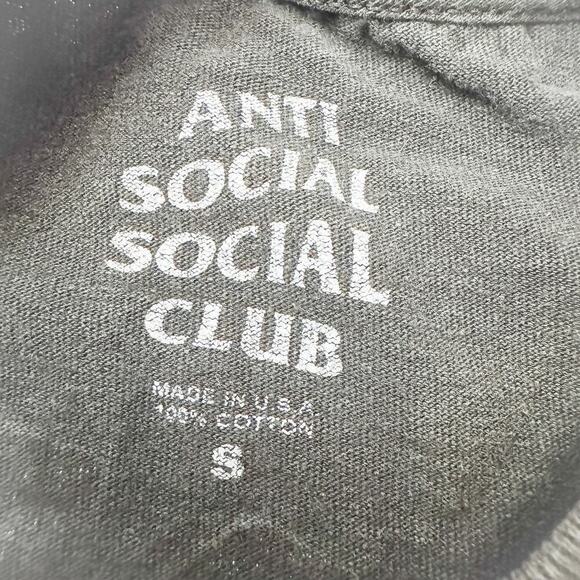 ANTI
SOCIAL
SOCIAL
CLUB
MADE IN U.S.A.
100% COTTON
S